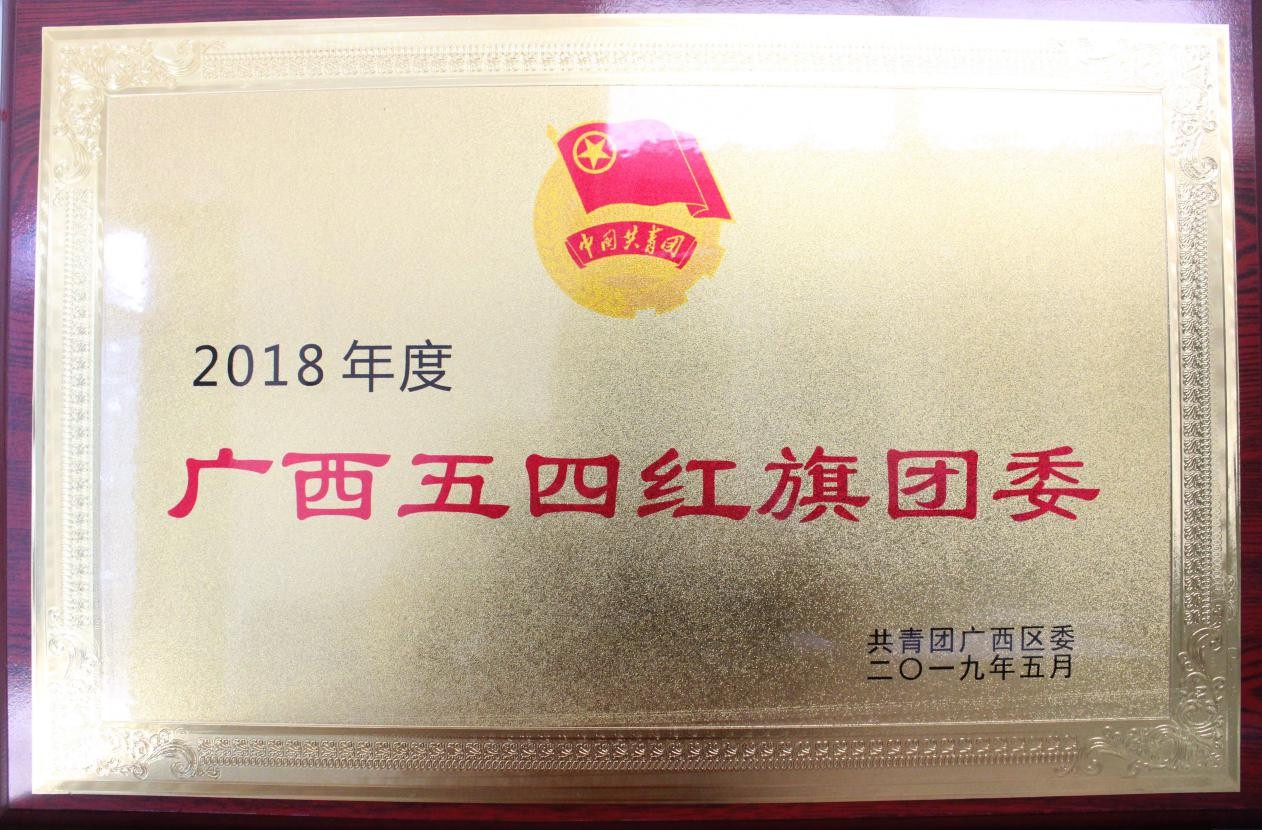 中国共青团
2018 年度
广西五四红旗团委
共青团广西区委
二〇一九年五月